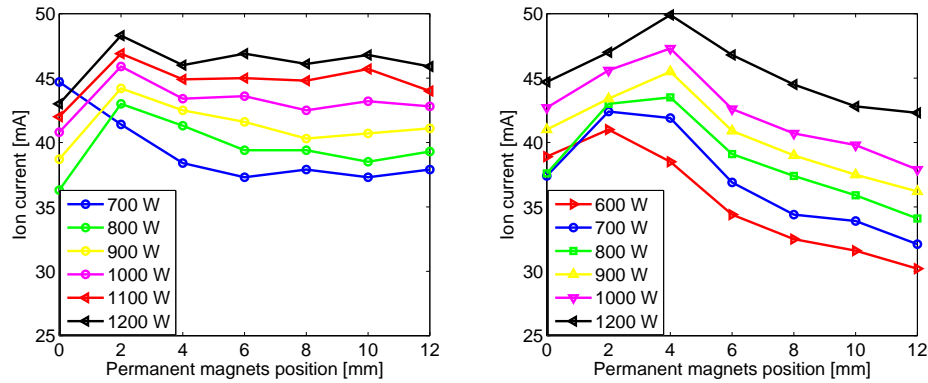 50
45
40
35
30
25
Ion current [mA]
700 W
800 W
900 W
1000 W
1100 W
1200 W
0 2 4 6 8 10 12
Permanent magnets position [mm]
50
45
40
35
30
25
Ion current [mA]
600 W
700 W
800 W
900 W
1000 W
1200 W
0 2 4 6 8 10 12
Permanent magnets position [mm]